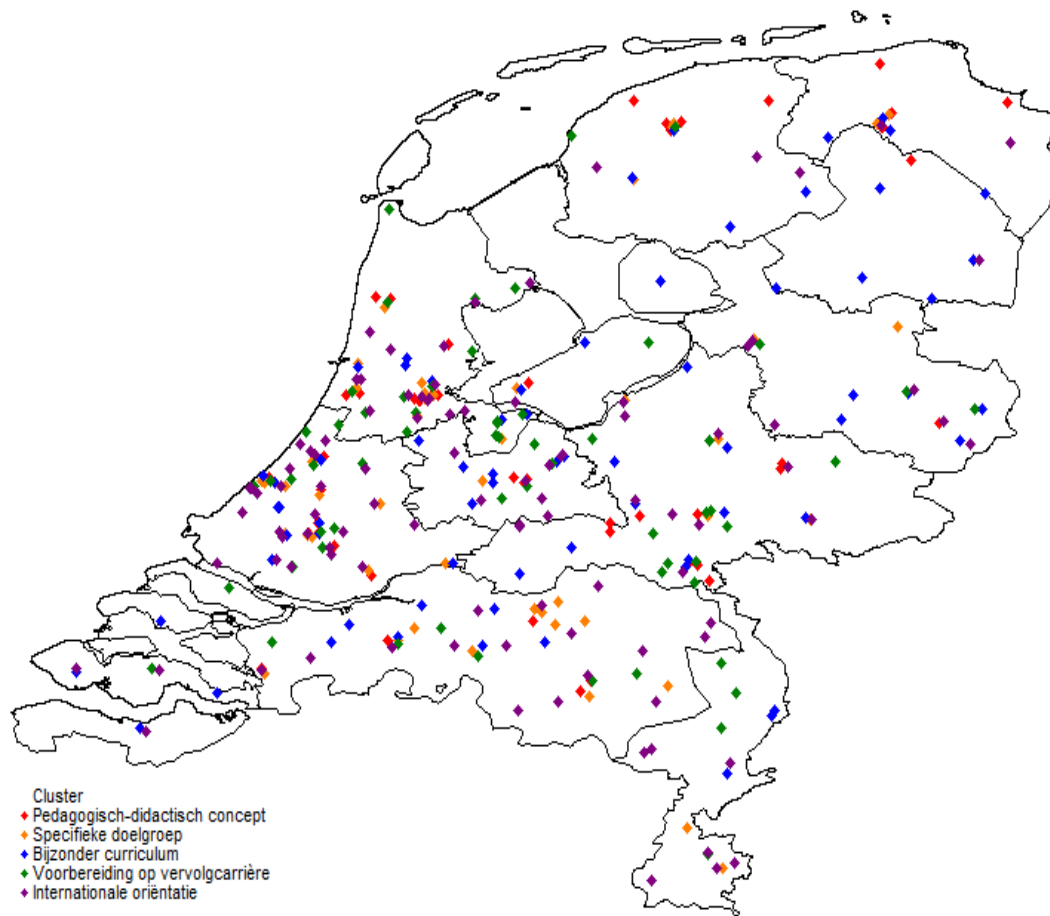 Cluster
Pedagogisch-didactisch concept
Specifieke doelgroep
Bijzonder curriculum
Voorbereiding op vervolgcarrière
Internationale oriëntatie